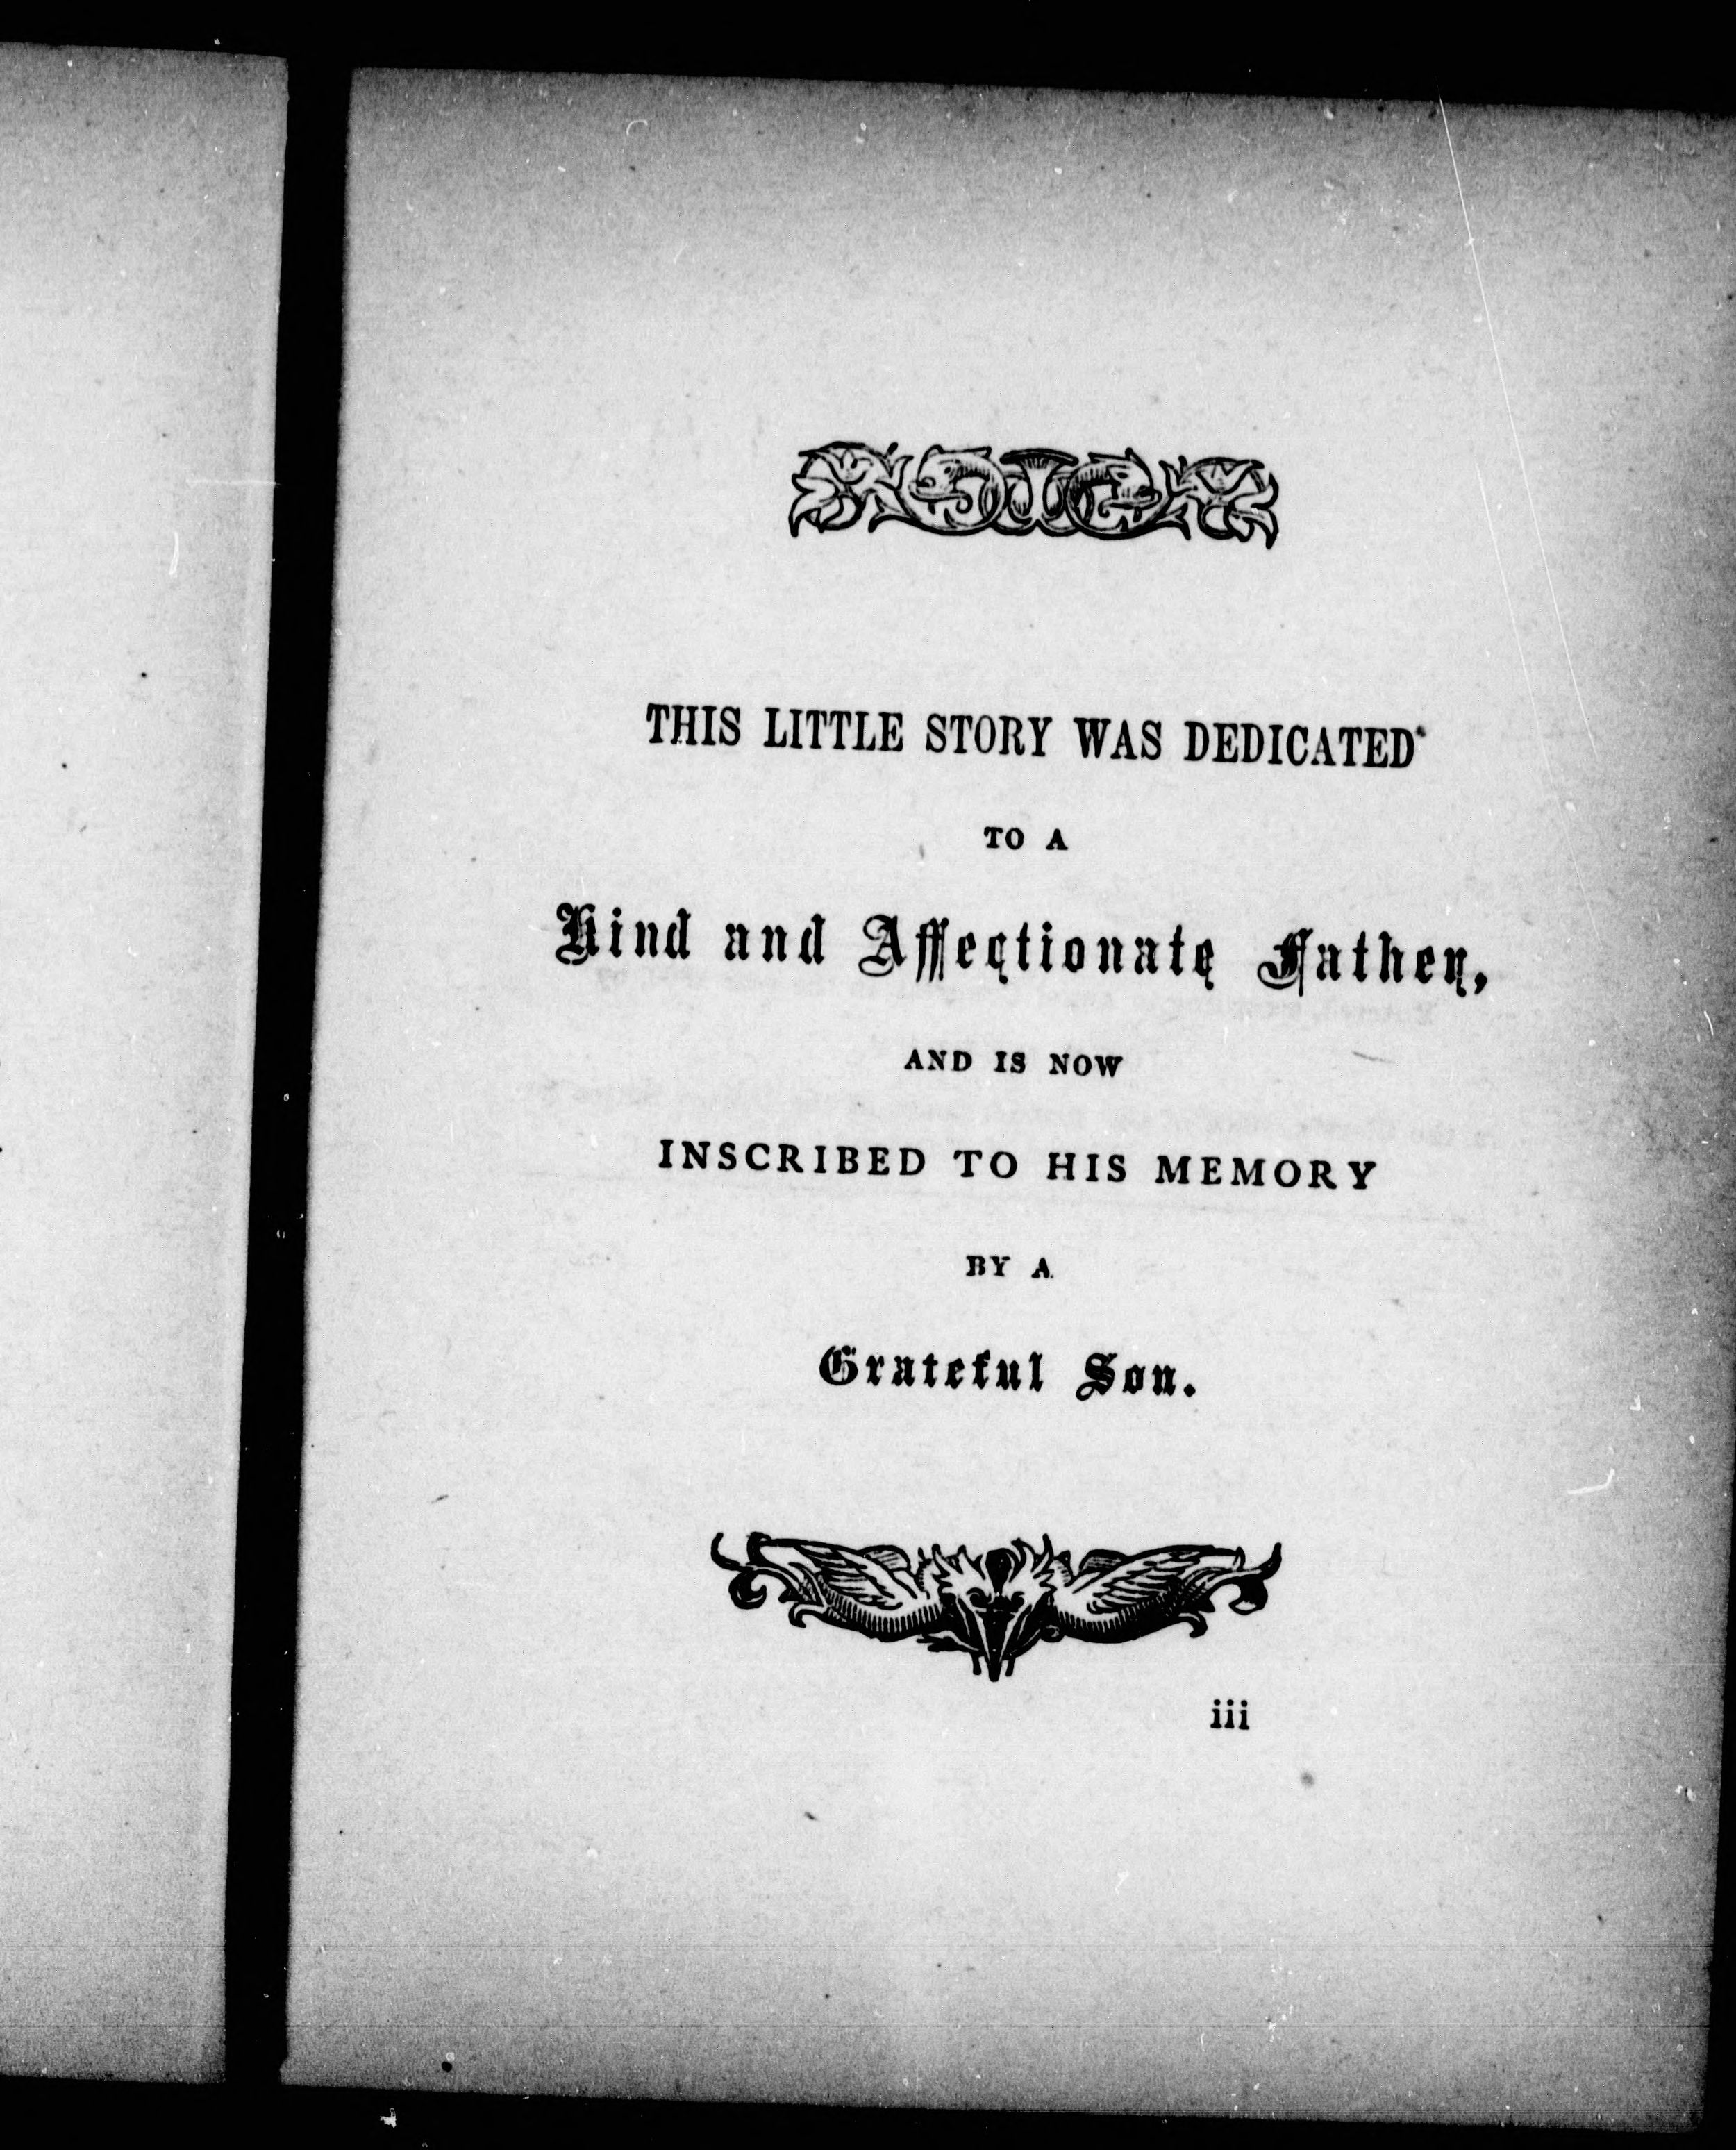 THIS LITTLE STORY WAS DEDICATED
TO A
Kind and Affectionate Father,
AND IS NOW
INSCRIBED TO HIS MEMORY
BY A
Grateful Son.
iii